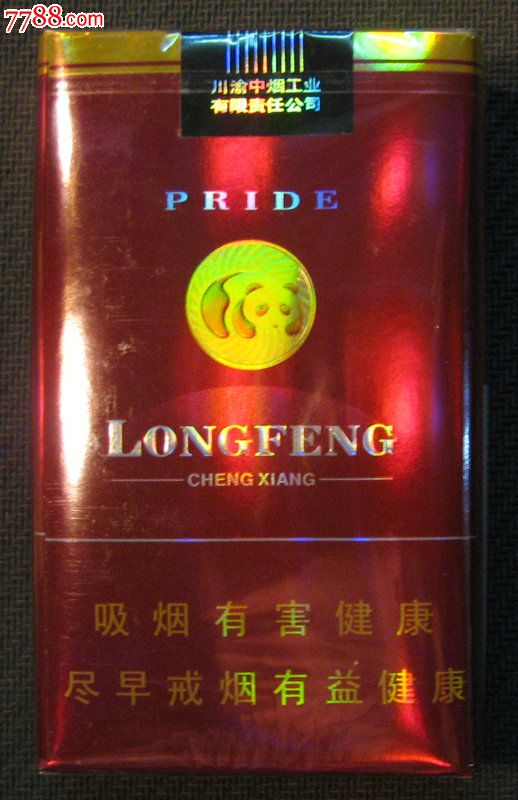 7788.com
川渝中烟工业
有限责任公司
PRIDE
LONGFENG
CHENG XIANG
吸烟有害健康
尽早戒烟有益健康